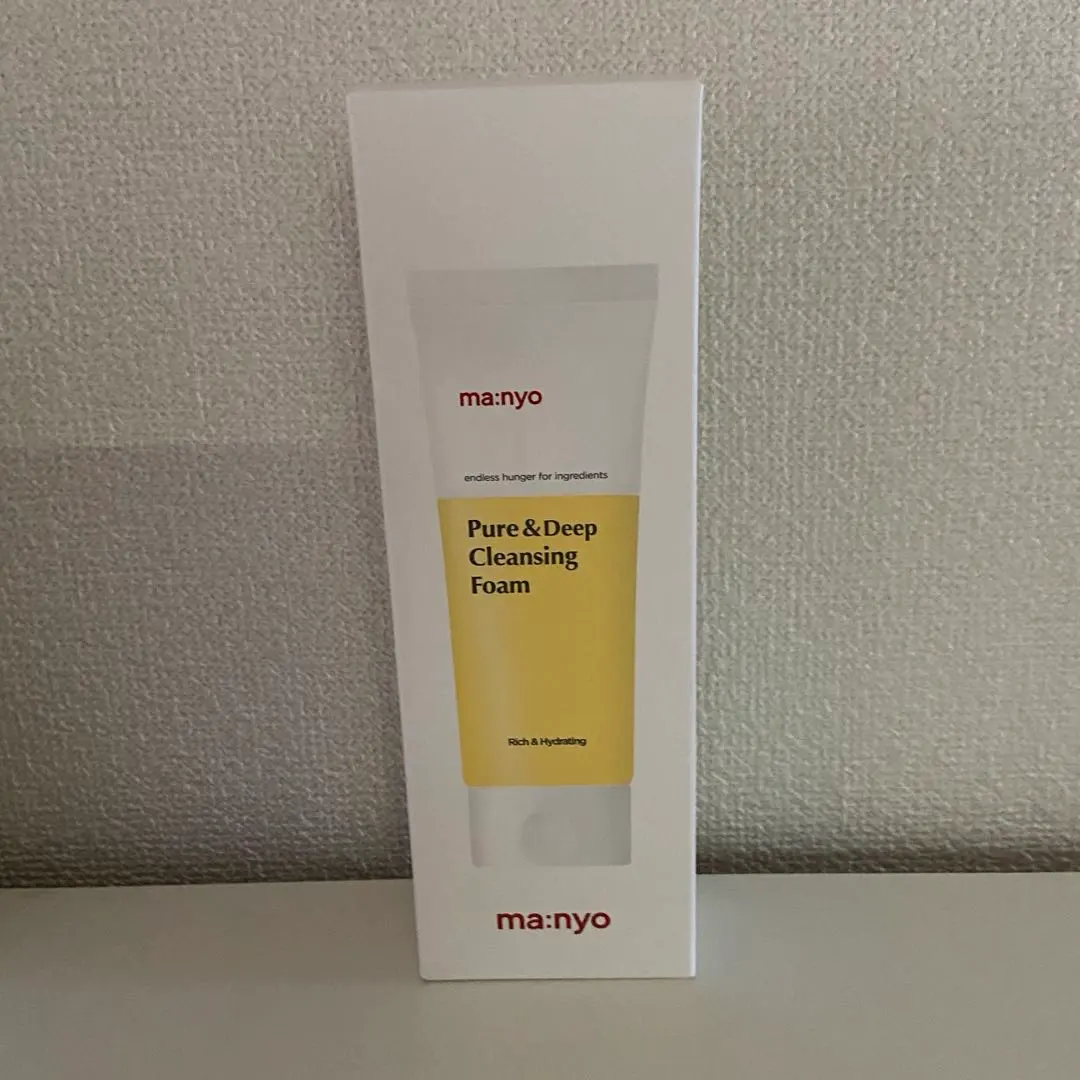 ma:nyo
endless hunger for ingredients
Pure & Deep
Cleansing
Foam
Rich & Hydrating
ma:nyo